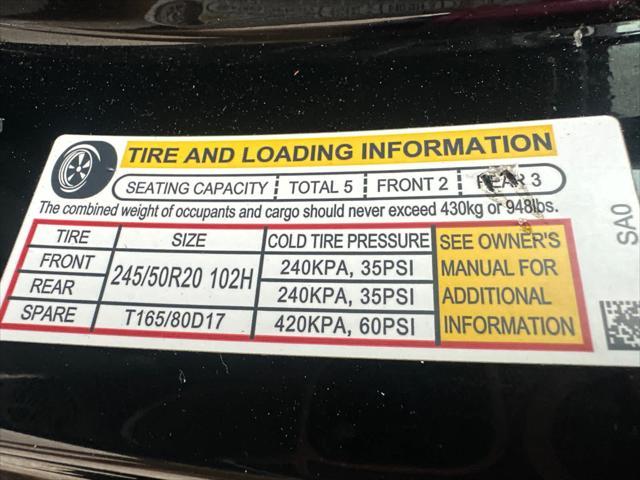 TIRE AND LOADING INFORMATION
SEATING CAPACITY TOTAL 5 FRONT 2 REAR 3
The combined weight of occupants and cargo should never exceed 430kg or 948lbs.
TIRE SIZE COLD TIRE PRESSURE
FRONT 245/50R20 102H 240KPA, 35PSI
REAR 240KPA, 35PSI
SPARE T165/80D17 420KPA, 60PSI
SEE OWNER'S
MANUAL FOR
ADDITIONAL
INFORMATION
SA0